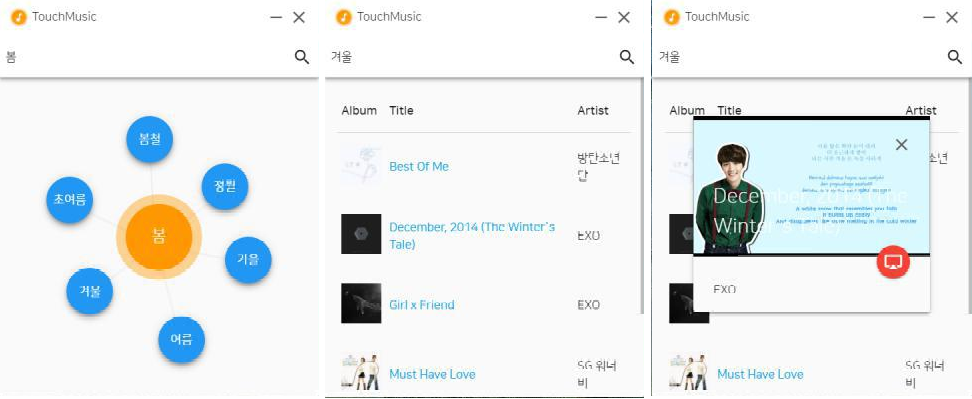 TouchMusic
봄
봄철
정월
초여름
봄
가을
겨울
여름
TouchMusic
겨울
Album Title Artist
Best Of Me
방탄소년
단
December, 2014 (The Winter's
Tale)
EXO
Girl x Friend
EXO
Must Have Love
SG 워너
비
TouchMusic
겨울
Album Title Artist
December, 2014 (The
Winter's Tale)
EXO
Must Have Love
SG 워너
비